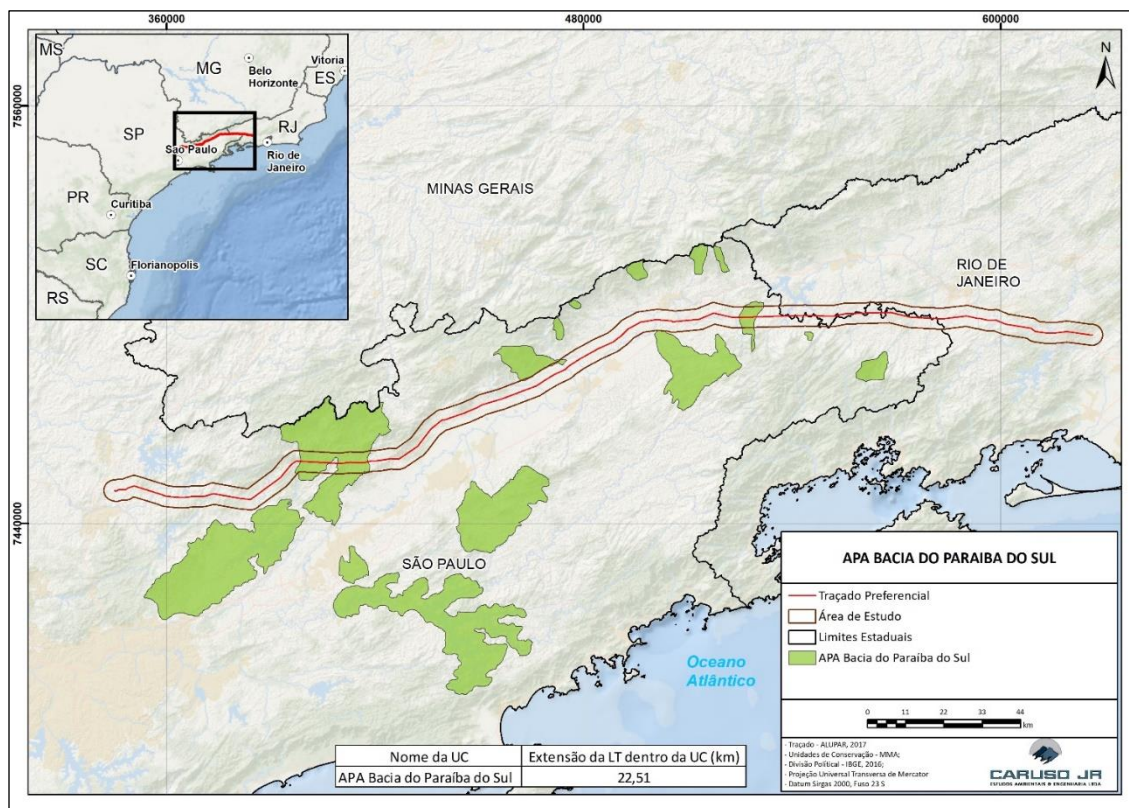 360000
480000
600000
7560000
7440000
MS
MG
Belo
Horizonte
Vitoria
ES
SP
São Paulo
RJ
Rio de
Janeiro
PR
Curitiba
SC
Florianopolis
RS
N
MINAS GERAIS
RIO DE
JANEIRO
SÃO PAULO
Oceano
Atlântico
APA BACIA DO PARAIBA DO SUL
Traçado Preferencial
Área de Estudo
Limites Estaduais
APA Bacia do Paraíba do Sul
0 11 22 33 44
km
- Traçado - ALUPAR, 2017
- Unidades de Conservação - MMA;
- Divisão Política - IBGE, 2016;
- Projeção Universal Transversa de Mercator
- Datum Sirgas 2000, Fuso 23 S
CARUSO JR
ESTUDOS AMBIENTAIS & ENGENHARIA LTDA
Nome da UC Extensão da LT dentro da UC (km)
APA Bacia do Paraíba do Sul 22,51